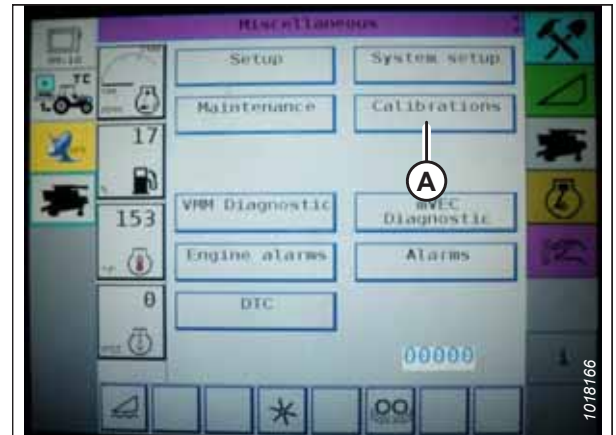 Miscellaneous
Setup
System setup
TC
Maintenance
Calibrations
17
A
VMM Diagnostic
mVEC Diagnostic
153
Engine alarms
Alarms
0
DTC
00000
i
1018166